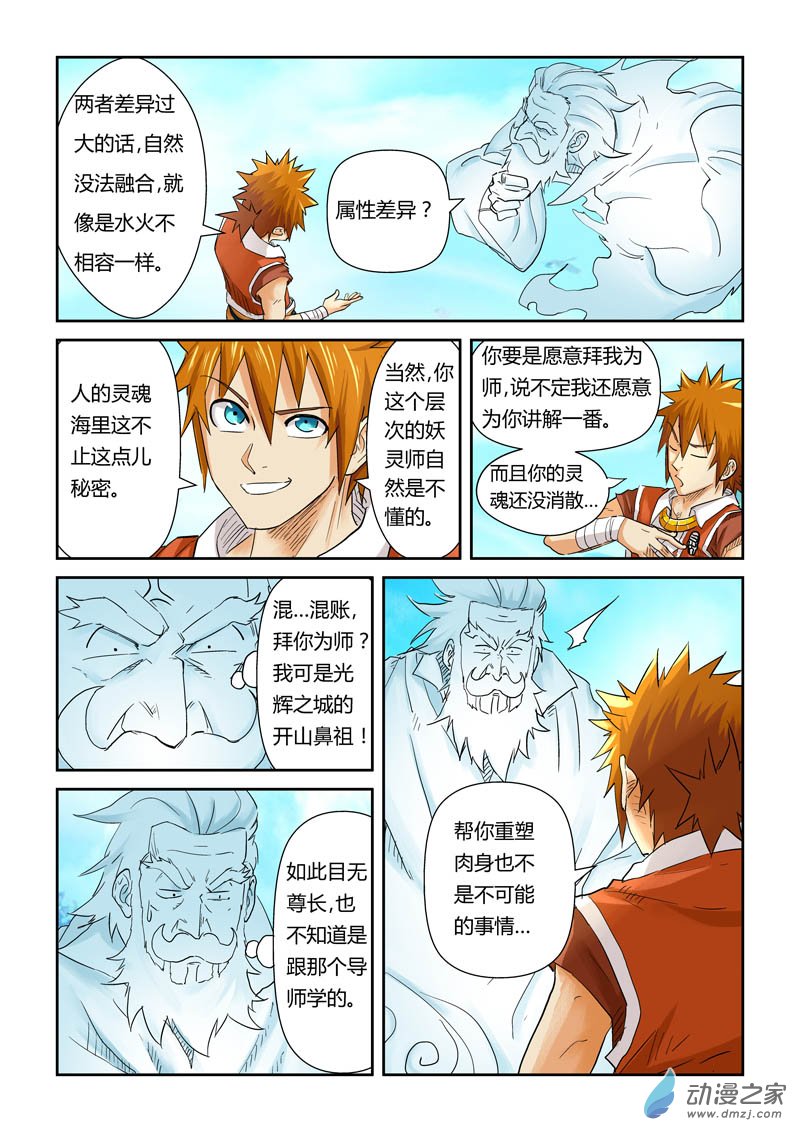 两者差异过
大的话，自然
没法融合，就
像是水火不
相容一样。
属性差异？
人的灵魂
海里这不
止这点儿
秘密。
当然，你
这个层
次的妖
灵师自
然是不
懂的。
你要是愿意拜我为
师，说不定我还愿意
为你讲解一番。
而且你的灵
魂还没消散…
混…混账，
拜你为师？
我可是光
辉之城的
开山鼻祖！
帮你重塑
肉身也不
是不可能
的事情…
如此目无
尊长，也
不知道是
跟那个导
师学的。
动漫之家
www.dmzj.com